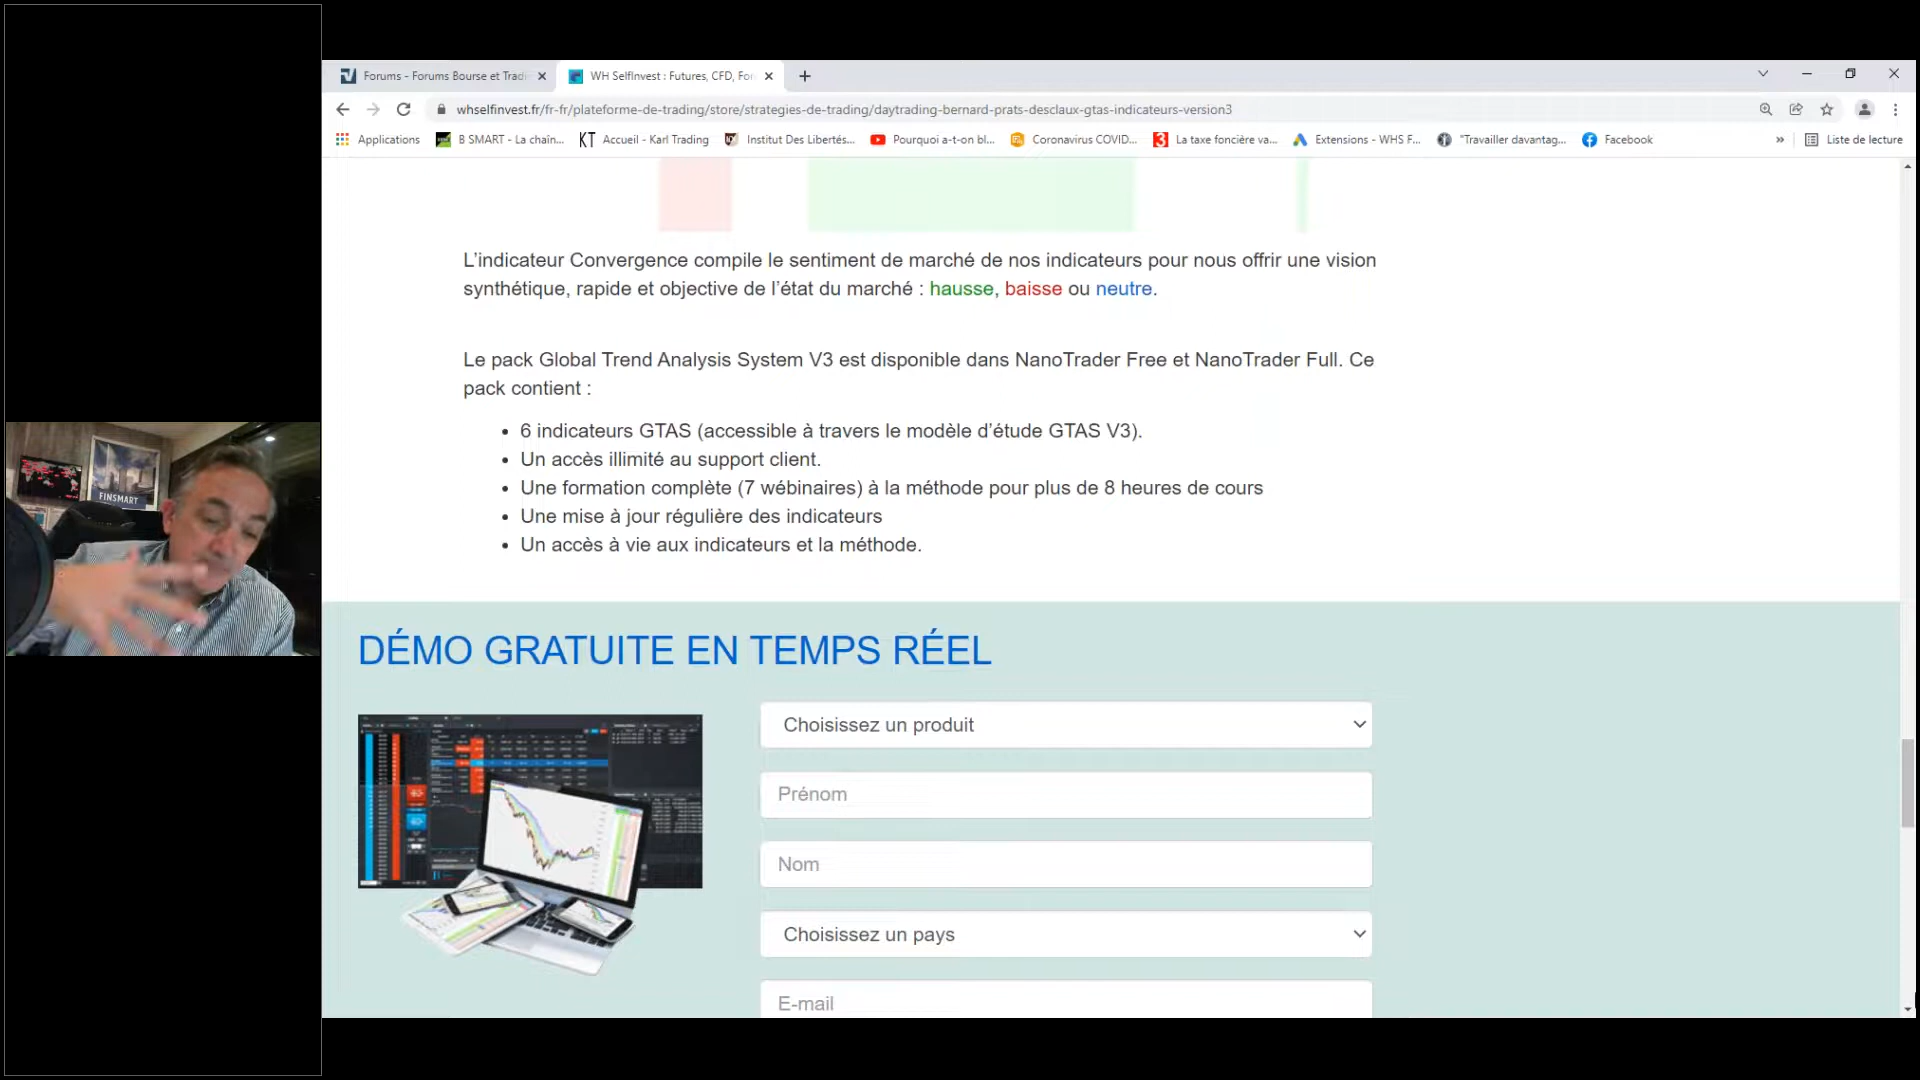 Forums - Forums Bourse et Tradi
WH SelfInvest : Futures, CFD, For
whselfinvest.fr/fr-fr/plateforme-de-trading/store/strategies-de-trading/daytrading-bernard-prats-desclaux-gtas-indicateurs-version3
Applications
B SMART - La chaîn...
KT Accueil - Karl Trading
Institut Des Libertés...
Pourquoi a-t-on bl...
Coronavirus COVID...
3 La taxe foncière va...
Extensions - WHS F...
"Travailler davantag...
Facebook
» Liste de lecture
L'indicateur Convergence compile le sentiment de marché de nos indicateurs pour nous offrir une vision
synthétique, rapide et objective de l'état du marché : hausse, baisse ou neutre.
Le pack Global Trend Analysis System V3 est disponible dans NanoTrader Free et NanoTrader Full. Ce
pack contient :
• 6 indicateurs GTAS (accessible à travers le modèle d'étude GTAS V3).
• Un accès illimité au support client.
• Une formation complète (7 wébinaires) à la méthode pour plus de 8 heures de cours
• Une mise à jour régulière des indicateurs
• Un accès à vie aux indicateurs et la méthode.
FINSMART
DÉMO GRATUITE EN TEMPS RÉEL
Choisissez un produit
Prénom
Nom
Choisissez un pays
E-mail